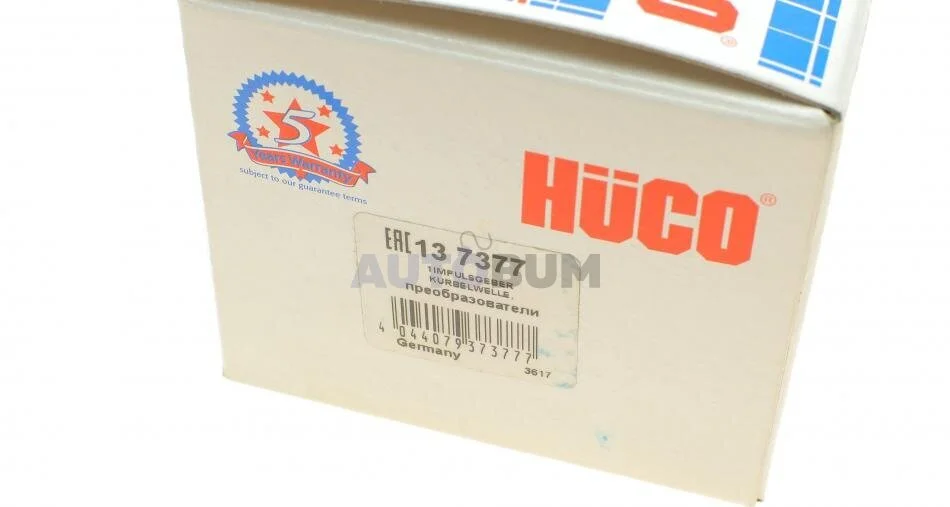 5
Years Warranty
subject to our guarantee terms
HÜCO®
EAC 13 7377
1IMPULSGEBER
KURBELWELLE,
преобразователи
4 044079 373777
Germany
3617
AUTOBUM